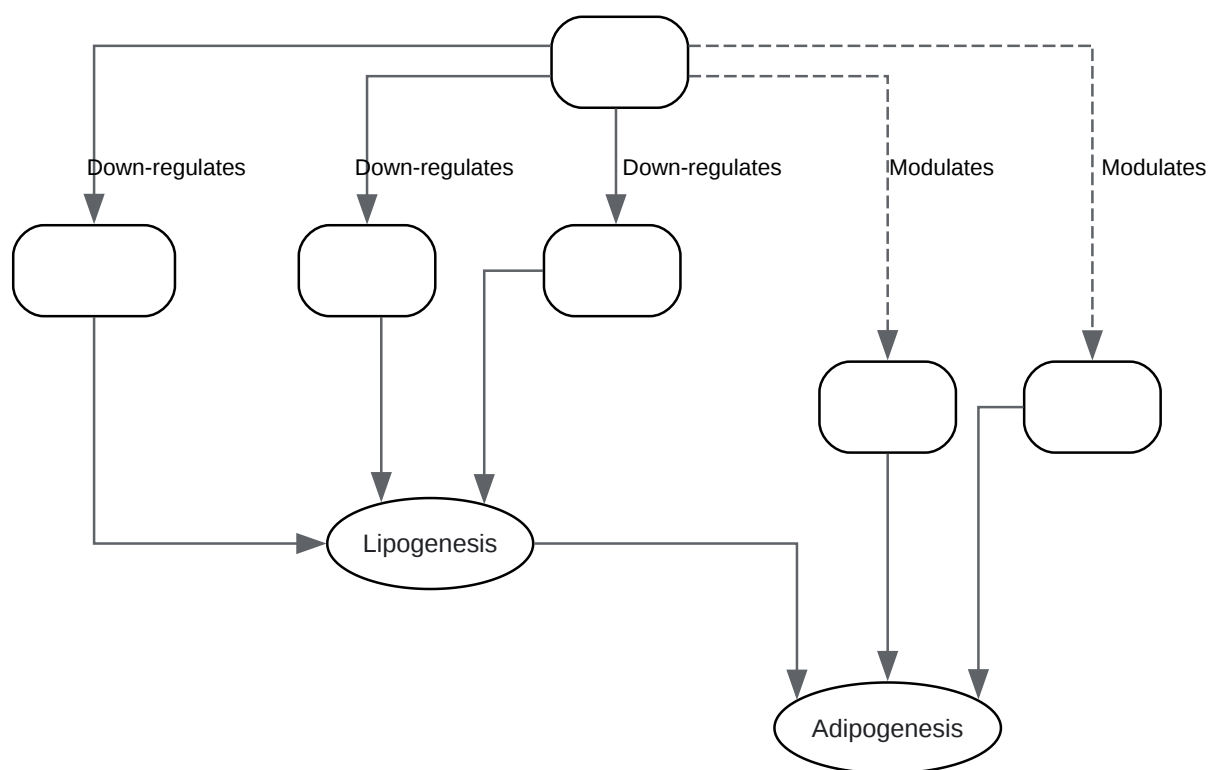 Down-regulates
Down-regulates
Down-regulates
Modulates
Modulates
Lipogenesis
Adipogenesis